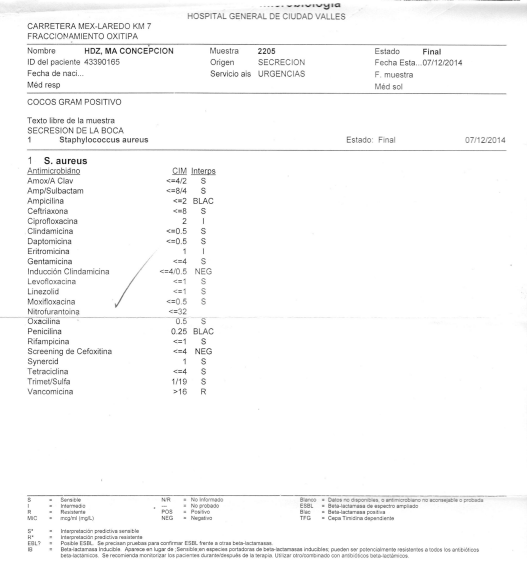 HOSPITAL GENERAL DE CIUDAD VALLES
CARRETERA MEX-LAREDO KM 7
FRACCIONAMIENTO OXITIPA
Nombre HDZ, MA CONCEPCION Muestra 2205 Estado Final
ID del paciente 43390165 Origen SECRECION Fecha Esta...07/12/2014
Fecha de naci... Servicio ais URGENCIAS F. muestra
Méd resp Méd sol
COCOS GRAM POSITIVO
Texto libre de la muestra
SECRESION DE LA BOCA
1 Staphylococcus aureus Estado: Final 07/12/2014
1 S. aureus
Antimicrobiano CIM Interps
Amox/A Clav <=4/2 S
Amp/Sulbactam <=8/4 S
Ampicilina <=2 BLAC
Ceftriaxona <=8 S
Ciprofloxacina 2 I
Clindamicina <=0.5 S
Daptomicina <=0.5 S
Eritromicina 1 I
Gentamicina <=4 S
Inducción Clindamicina <=4/0.5 NEG
Levofloxacina <=1 S
Linezolid <=1 S
Moxifloxacina <=0.5 S
Nitrofurantoina <=32
Oxacilina 0.5 S
Penicilina 0.25 BLAC
Rifampicina <=1 S
Screening de Cefoxitina <=4 NEG
Synercid 1 S
Tetraciclina <=4 S
Trimet/Sulfa 1/19 S
Vancomicina >16 R
S = Sensible N/R = No Informado Blanco = Datos no disponibles, o antimicrobiano no aconsejable o probada
I = Intermedio --- = No probado ESBL = Beta-lactamasa de espectro ampliado
R = Resistente POS = Positivo Blac = Beta-lactamasa positiva
MIC = mcg/ml (mg/L) NEG = Negativo TFG = Cepa Timidina dependiente
S* = Interpretación predictiva sensible
R* = Interpretación predictiva resistente
EBL? = Posible ESBL. Se precisan pruebas para confirmar ESBL frente a otras beta-lactamasas.
IB = Beta-lactamasa Inducible. Aparece en lugar de Sensible en especies portadoras de beta-lactamasas inducibles; pueden ser potencialmente resistentes a todos los antibióticos
beta-lactámicos. Se recomienda monitorizar los pacientes durante/después de la terapia. Utilizar otro/combinado con antibióticos beta-lactámicos.